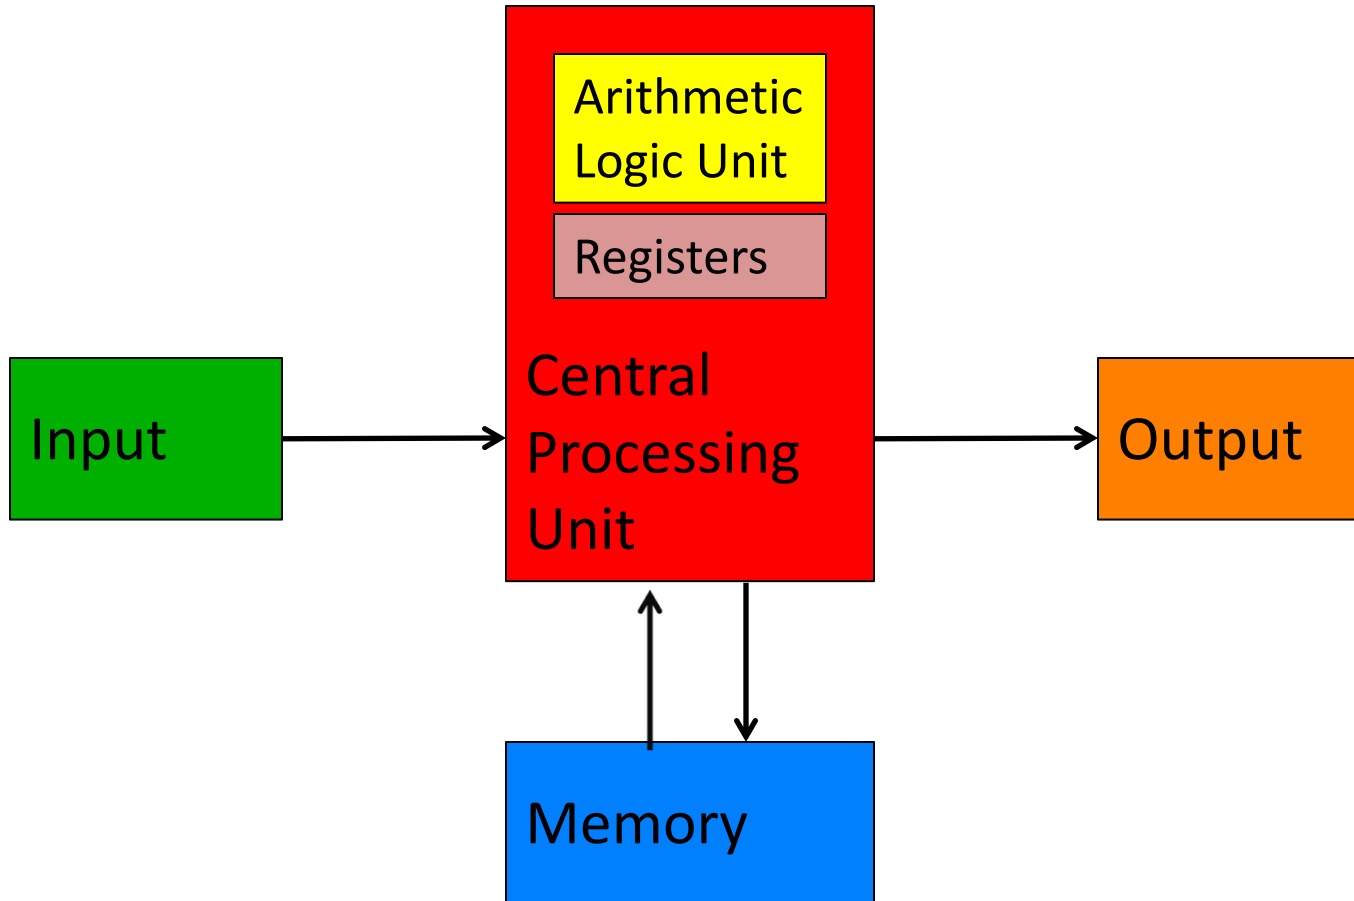 Arithmetic
Logic Unit
Registers
Central
Processing
Unit
Input
Output
Memory